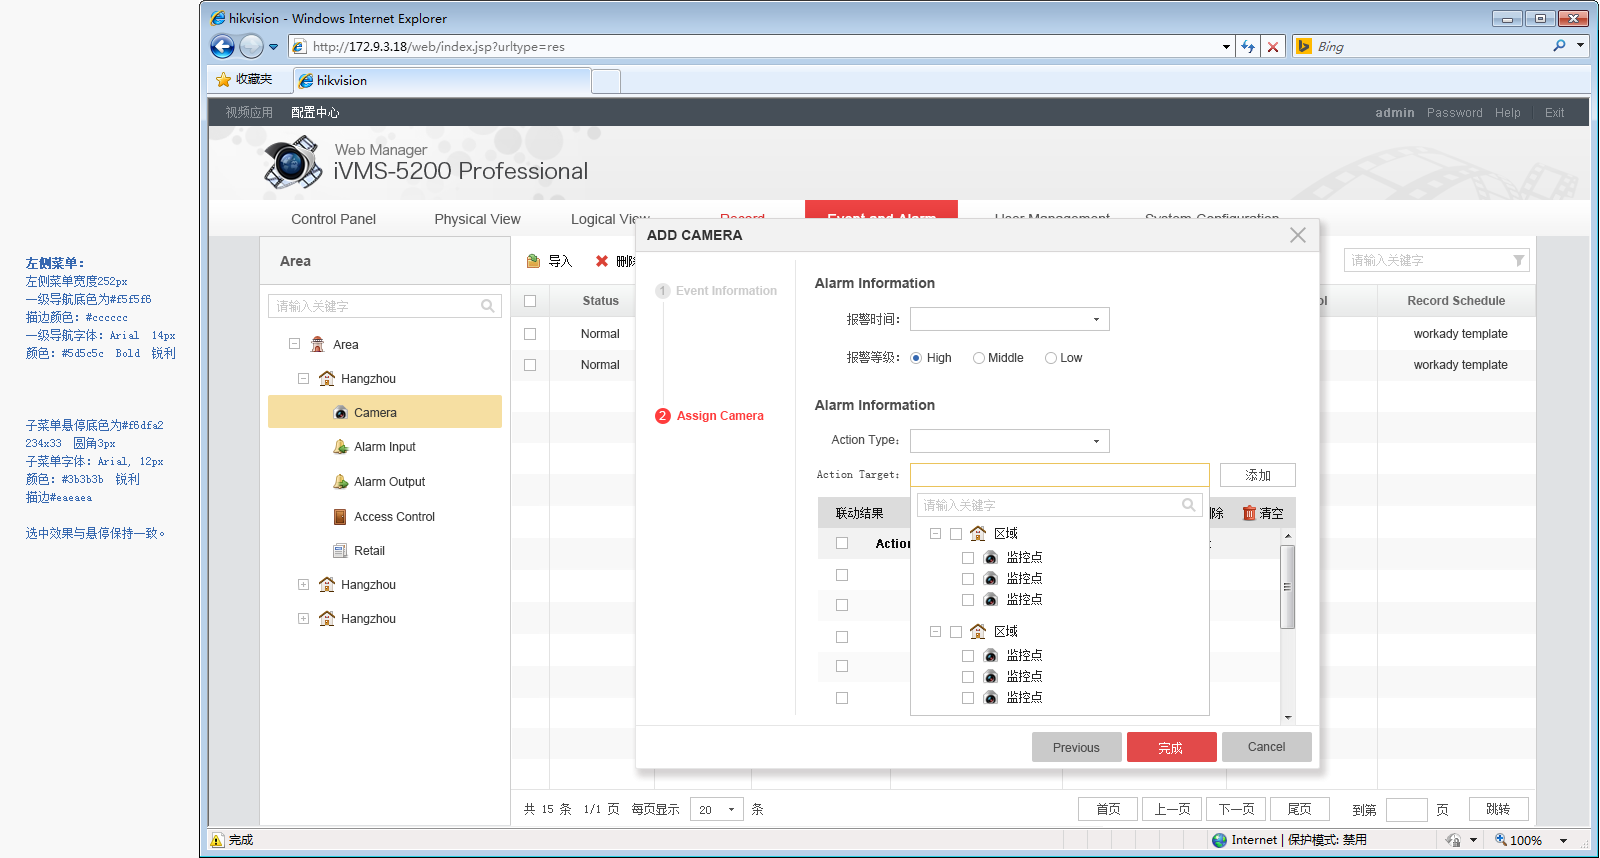 hikvision - Windows Internet Explorer
http://172.9.3.18/web/index.jsp?urltype=res
Bing
收藏夹
hikvision
视频应用 配置中心
admin Password Help Exit
Web Manager
iVMS-5200 Professional
Control Panel Physical View Logical View Record Event and Alarm User Management System Configuration
左侧菜单：
左侧菜单宽度252px
一级导航底色为#f5f5f6
描边颜色：#cccccc
一级导航字体：Arial 14px
颜色：#5d5c5c Bold 锐利
子菜单悬停底色为#f6dfa2
234x33 圆角3px
子菜单字体：Arial, 12px
颜色：#3b3b3b 锐利
描边#eaeaea
选中效果与悬停保持一致。
Area
请输入关键字
Area
Hangzhou
Camera
Alarm Input
Alarm Output
Access Control
Retail
Hangzhou
Hangzhou
导入 删除
请输入关键字
Status
Record Schedule
Normal
workady template
Normal
workady template
ADD CAMERA
1 Event Information
2 Assign Camera
Alarm Information
报警时间：
报警等级： High Middle Low
Alarm Information
Action Type:
Action Target:
添加
请输入关键字
联动结果
除 清空
Action
区域
监控点
监控点
监控点
区域
监控点
监控点
监控点
Previous 完成 Cancel
共 15 条 1/1 页 每页显示 20 条
首页 上一页 下一页 尾页 到第 页 跳转
完成
Internet | 保护模式: 禁用
100%